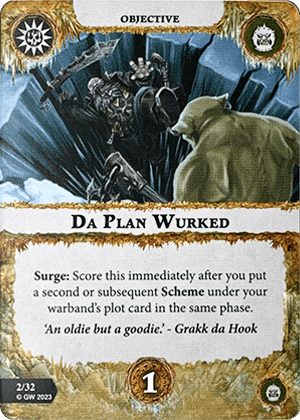 OBJECTIVE
DA PLAN WURKED
Surge: Score this immediately after you put
a second or subsequent Scheme under your
warband's plot card in the same phase.
'An oldie but a goodie.' - Grakk da Hook
2/32
© GW 2023
1